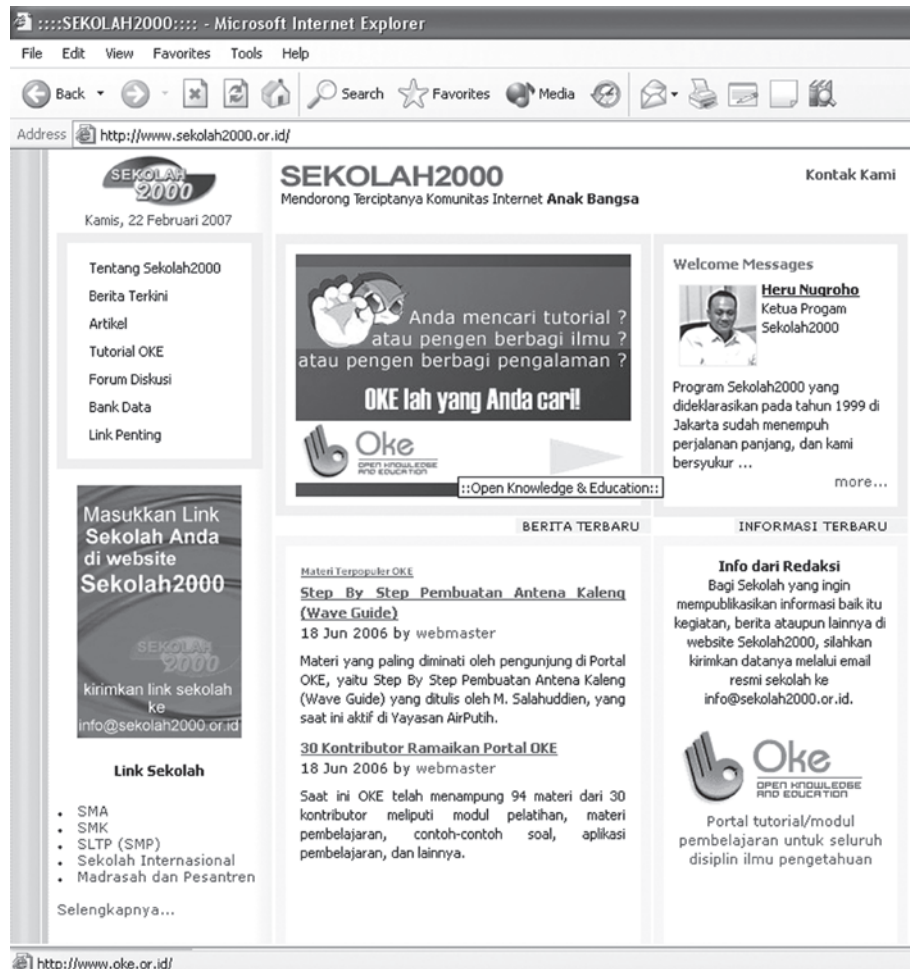 ::::SEKOLAH2000:::: - Microsoft Internet Explorer
File Edit View Favorites Tools Help
Back Search Favorites Media
Address http://www.sekolah2000.or.id/
SEKOLAH
2000
Kamis, 22 Februari 2007
SEKOLAH2000
Mendorong Terciptanya Komunitas Internet Anak Bangsa
Kontak Kami
Tentang Sekolah2000
Berita Terkini
Artikel
Tutorial OKE
Forum Diskusi
Bank Data
Link Penting
Masukkan Link
Sekolah Anda
di website
Sekolah2000
SEKOLAH
2000
kirimkan link sekolah
ke
info@sekolah2000.or.id
Link Sekolah
• SMA
• SMK
• SLTP (SMP)
• Sekolah Internasional
• Madrasah dan Pesantren
Selengkapnya...
Anda mencari tutorial ?
atau pengen berbagi ilmu ?
atau pengen berbagi pengalaman ?
OKE lah yang Anda cari!
Oke
OPEN KNOWLEDGE
AND EDUCATION
::Open Knowledge & Education::
BERITA TERBARU
Materi Terpopuler OKE
Step By Step Pembuatan Antena Kaleng
(Wave Guide)
18 Jun 2006 by webmaster
Materi yang paling diminati oleh pengunjung di Portal
OKE, yaitu Step By Step Pembuatan Antena Kaleng
(Wave Guide) yang ditulis oleh M. Salahuddien, yang
saat ini aktif di Yayasan AirPutih.
30 Kontributor Ramaikan Portal OKE
18 Jun 2006 by webmaster
Saat ini OKE telah menampung 94 materi dari 30
kontributor meliputi modul pelatihan, materi
pembelajaran, contoh-contoh soal, aplikasi
pembelajaran, dan lainnya.
Welcome Messages
Heru Nugroho
Ketua Progam
Sekolah2000
Program Sekolah2000 yang
dideklarasikan pada tahun 1999 di
Jakarta sudah menempuh
perjalanan panjang, dan kami
bersyukur ...
more...
INFORMASI TERBARU
Info dari Redaksi
Bagi Sekolah yang ingin
mempublikasikan informasi baik itu
kegiatan, berita ataupun lainnya di
website Sekolah2000, silahkan
kirimkan datanya melalui email
resmi sekolah ke
info@sekolah2000.or.id.
Oke
OPEN KNOWLEDGE
AND EDUCATION
Portal tutorial/modul
pembelajaran untuk seluruh
disiplin ilmu pengetahuan
http://www.oke.or.id/